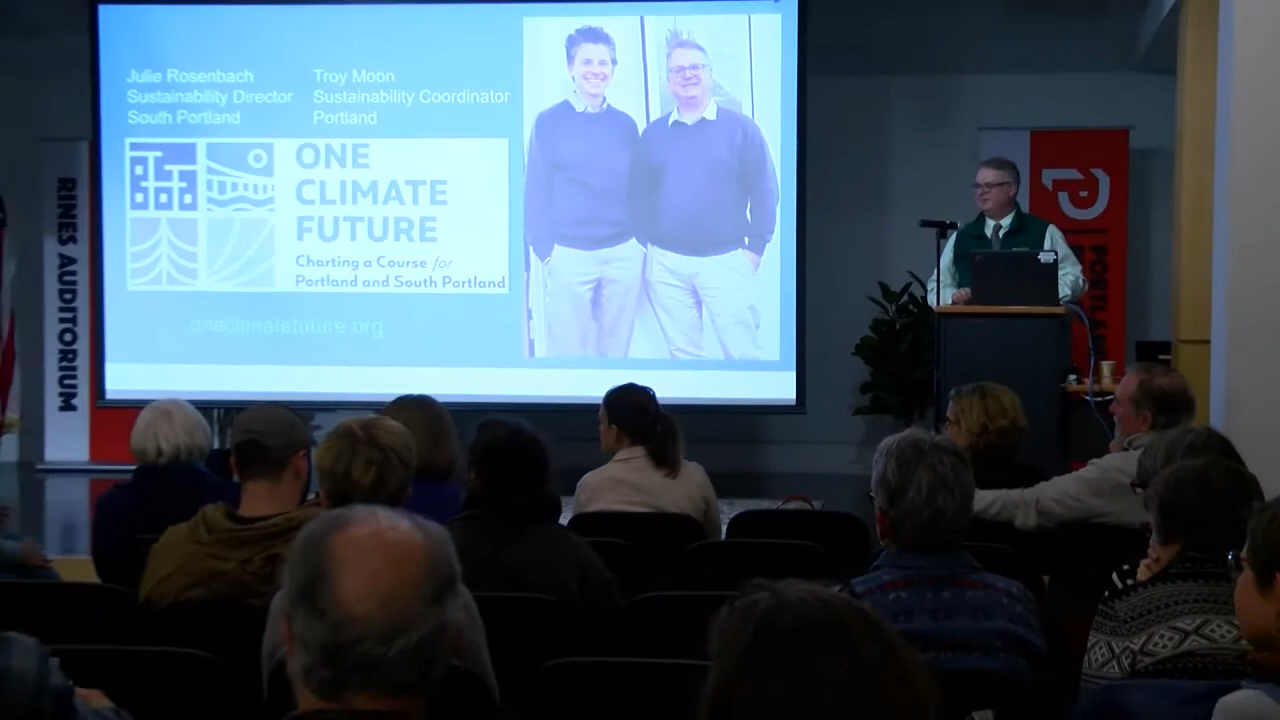 Julie Rosenbach
Sustainability Director
South Portland
Troy Moon
Sustainability Coordinator
Portland
ONE
CLIMATE
FUTURE
Charting a Course for
Portland and South Portland
oneclimatefuture.org
RINES AUDITORIUM